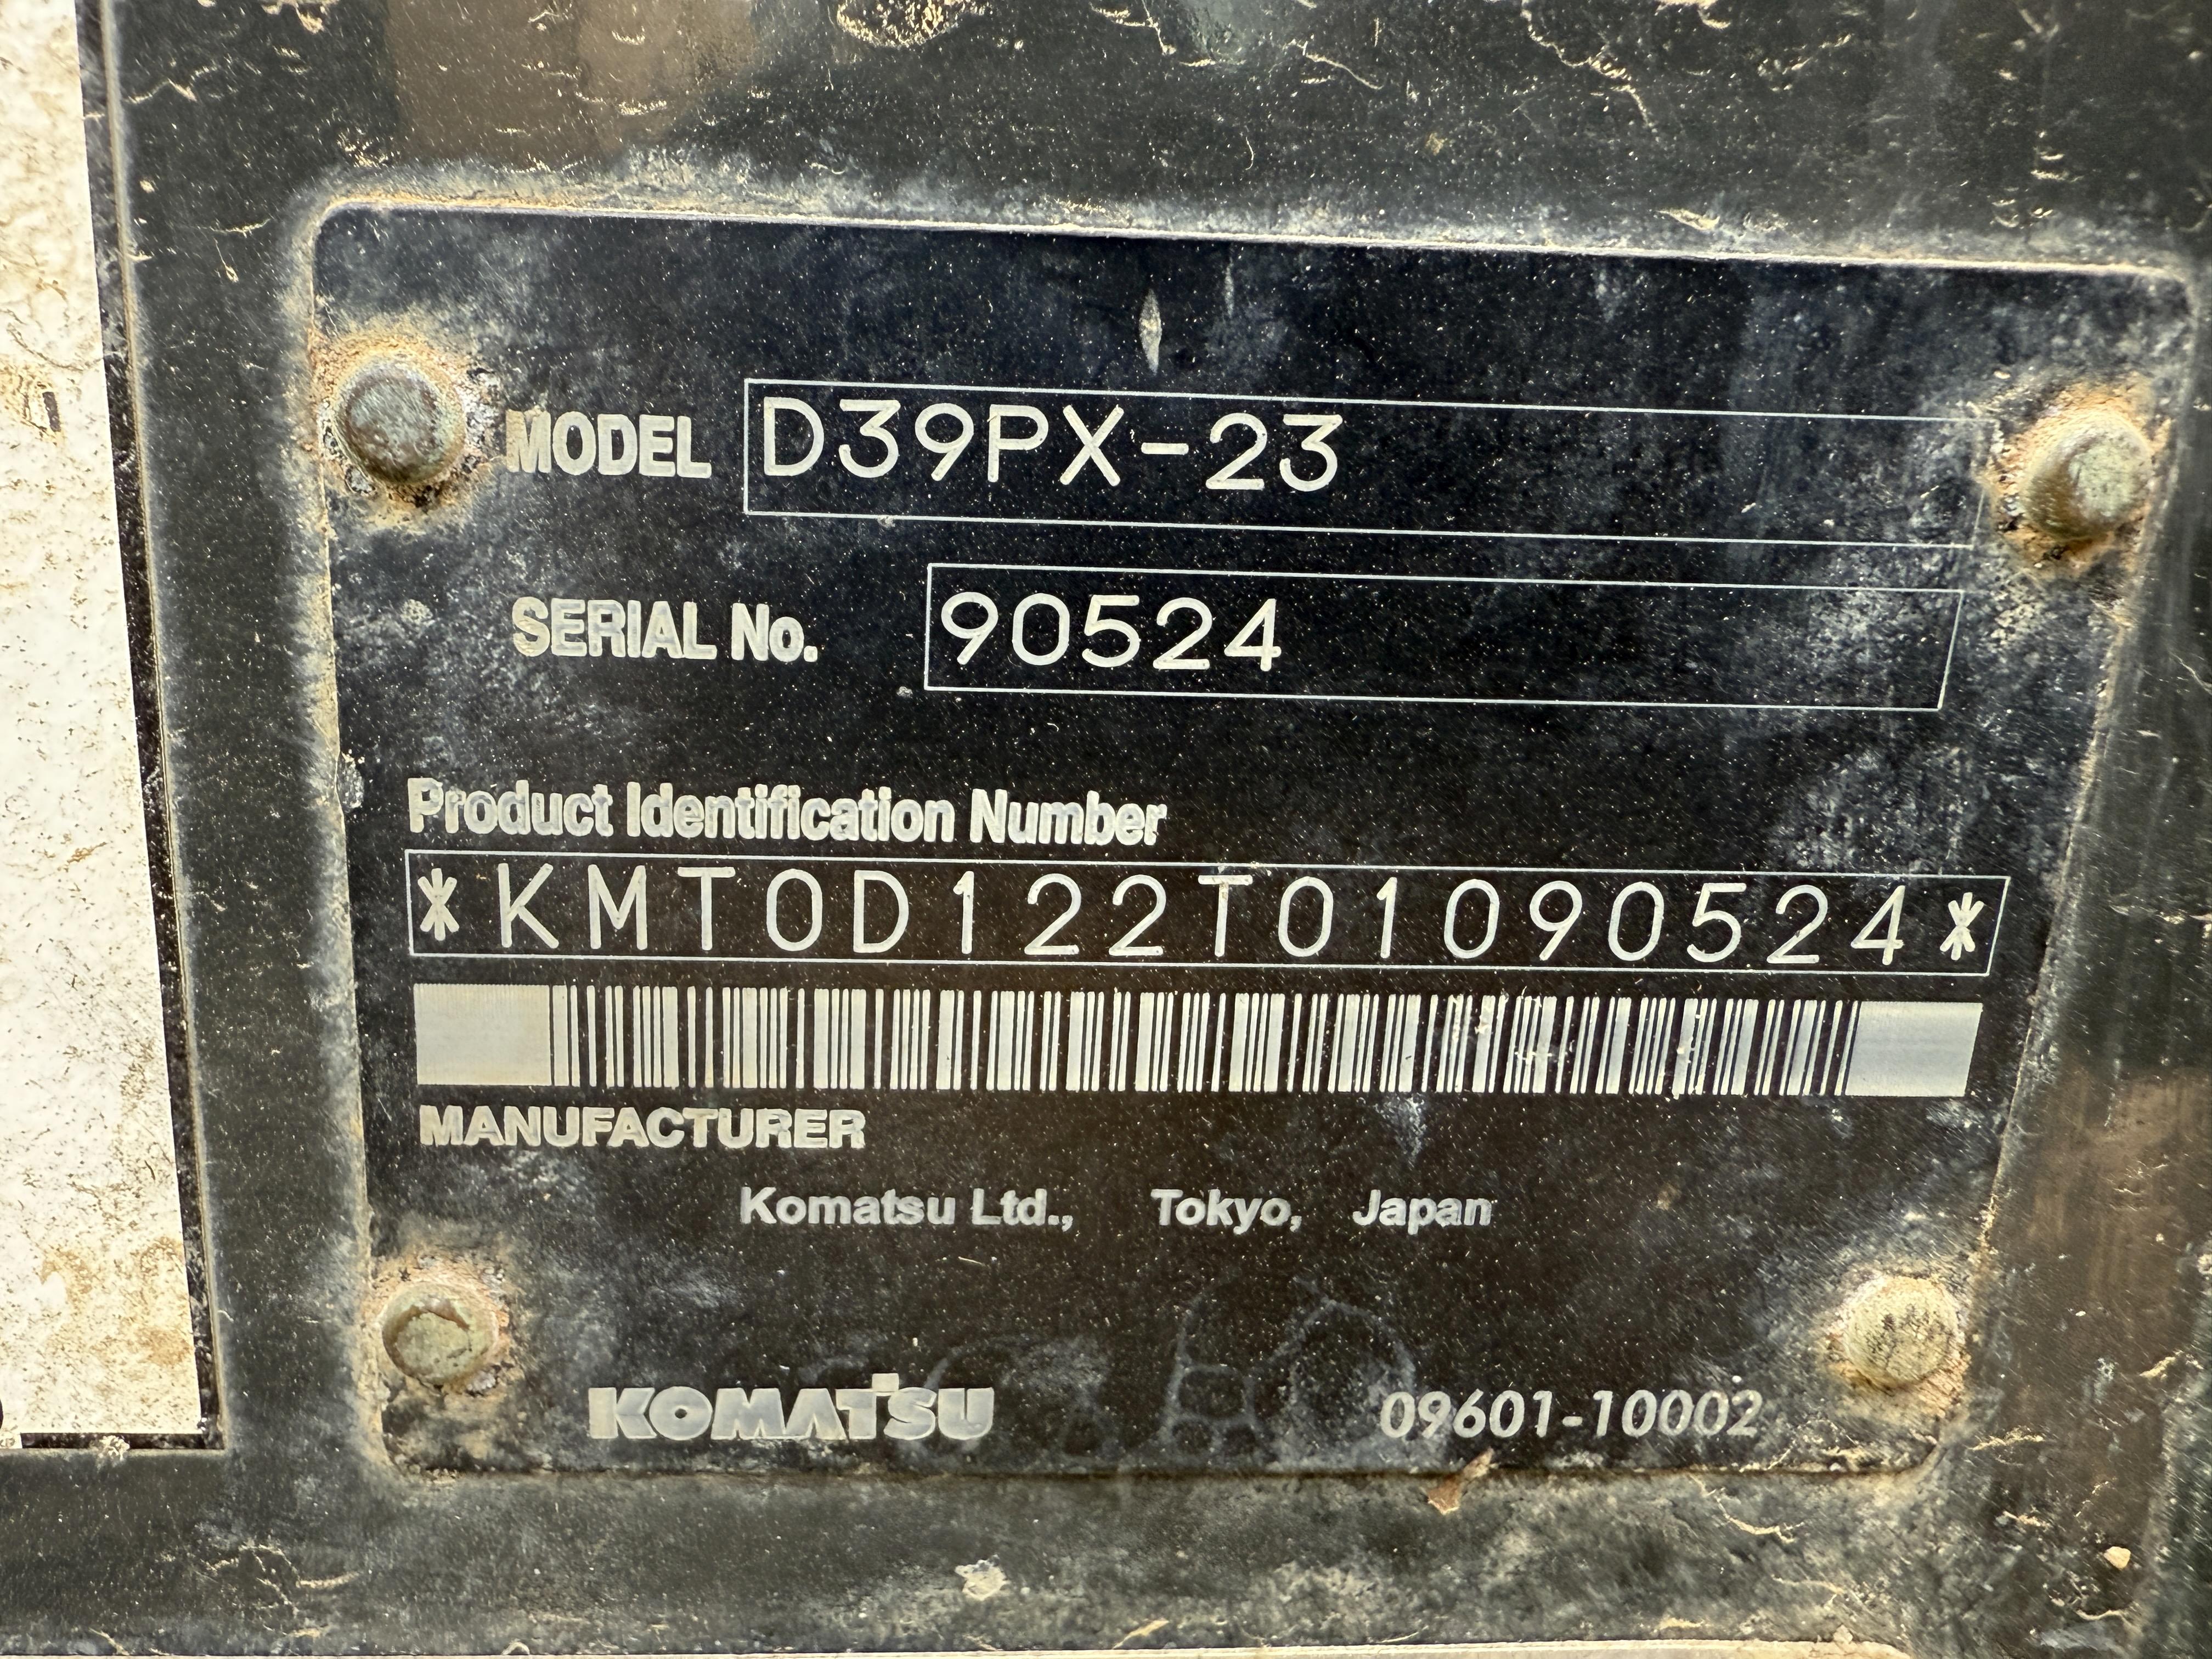 MODEL D39PX-23
SERIAL No. 90524
Product Identification Number
*KMT0D122T01090524*
MANUFACTURER
Komatsu Ltd., Tokyo, Japan
KOMATSU 09601-10002